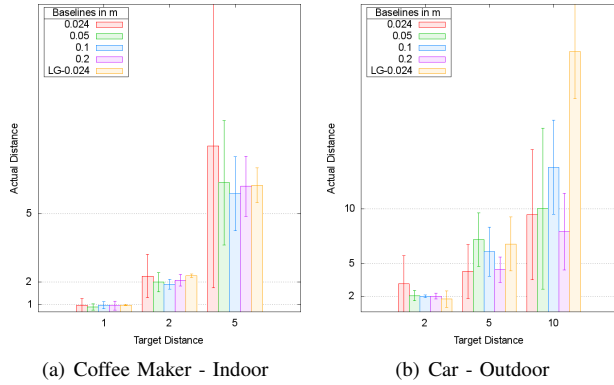 Baselines in m
0.024
0.05
0.1
0.2
LG-0.024
Actual Distance
5
2
1
1
2
5
Target Distance
(a) Coffee Maker - Indoor
Baselines in m
0.024
0.05
0.1
0.2
LG-0.024
Actual Distance
10
5
2
2
5
10
Target Distance
(b) Car - Outdoor